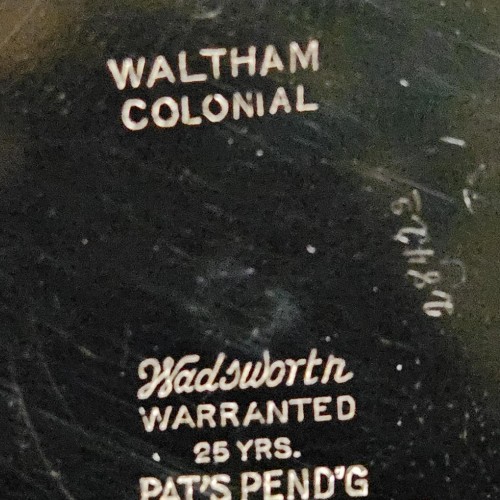 WALTHAM
COLONIAL
Wadsworth
WARRANTED
25 YRS.
PAT'S PEND'G